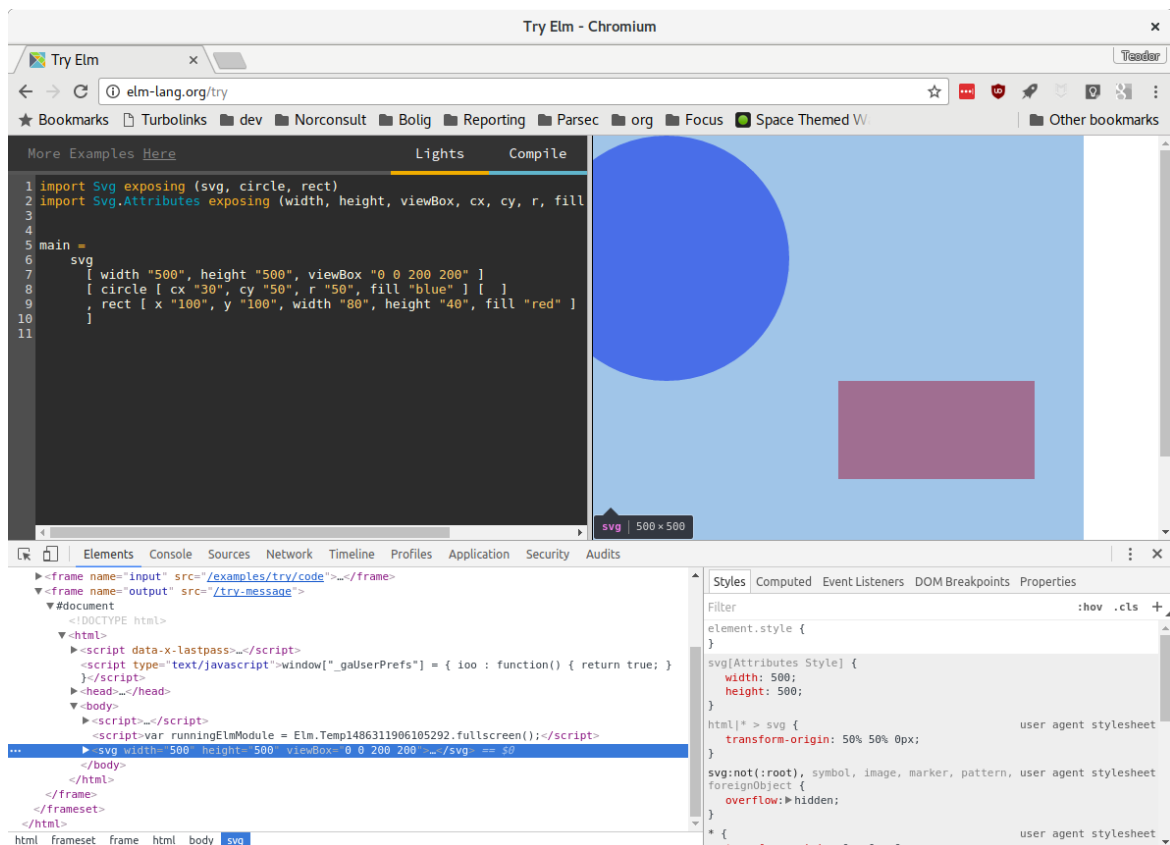 Try Elm - Chromium
×
Try Elm ×
Teodor
elm-lang.org/try
Bookmarks Turbolinks dev Norconsult Bolig Reporting Parsec org Focus Space Themed W Other bookmarks
More Examples Here Lights Compile
1 import Svg exposing (svg, circle, rect)
2 import Svg.Attributes exposing (width, height, viewBox, cx, cy, r, fill
3
4
5 main =
6 svg
7 [ width "500", height "500", viewBox "0 0 200 200" ]
8 [ circle [ cx "30", cy "50", r "50", fill "blue" ] [ ]
9 , rect [ x "100", y "100", width "80", height "40", fill "red" ]
10 ]
11
svg | 500 × 500
Elements Console Sources Network Timeline Profiles Application Security Audits
▶<frame name="input" src="/examples/try/code">…</frame>
▼<frame name="output" src="/try-message">
▼#document
<!DOCTYPE html>
▼<html>
▶<script data-x-lastpass>…</script>
<script type="text/javascript">window["_gaUserPrefs"] = { ioo : function() { return true; }
}</script>
▶<head>…</head>
▼<body>
▶<script>…</script>
<script>var runningElmModule = Elm.Temp1486311906105292.fullscreen();</script>
… ▶<svg width="500" height="500" viewBox="0 0 200 200">…</svg> == $0
</body>
</html>
</frame>
</frameset>
</html>
html frameset frame html body svg
Styles Computed Event Listeners DOM Breakpoints Properties
Filter :hov .cls +
element.style {
}
svg[Attributes Style] {
width: 500;
height: 500;
}
html|* > svg { user agent stylesheet
transform-origin: 50% 50% 0px;
}
svg:not(:root), symbol, image, marker, pattern, user agent stylesheet
foreignObject {
overflow:▶hidden;
}
* { user agent stylesheet